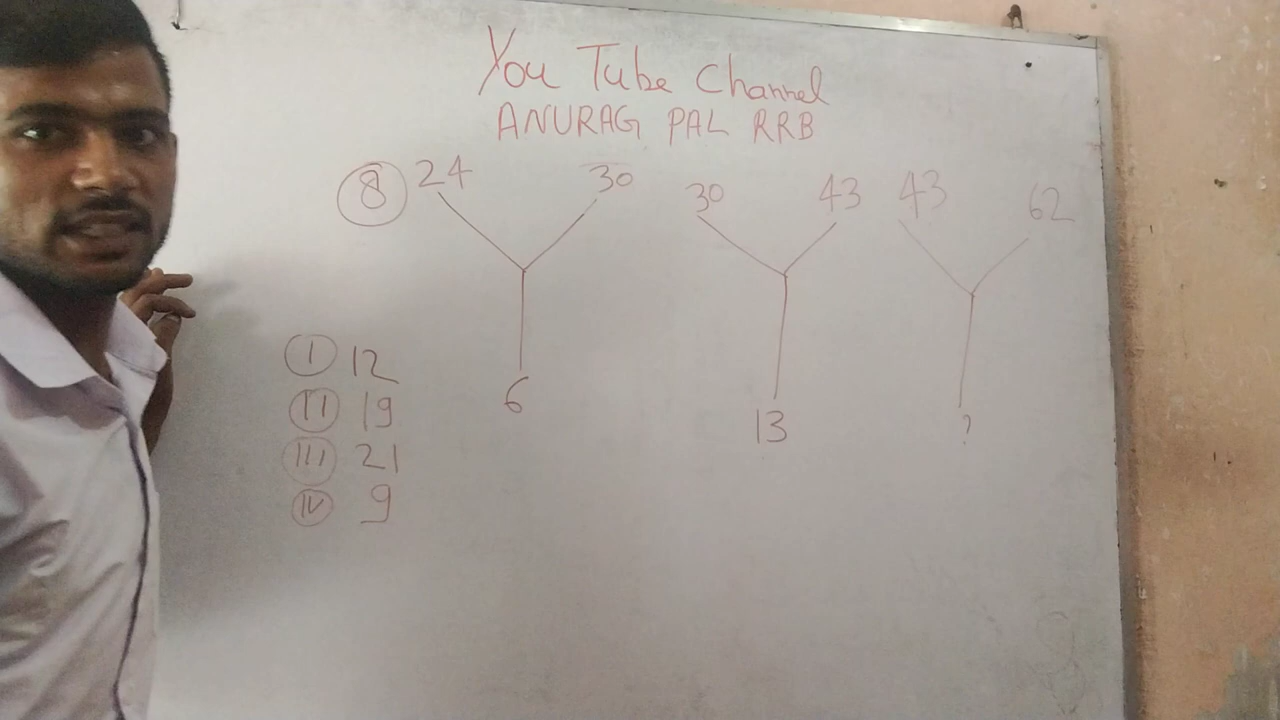 You Tube Channel
ANURAG PAL RRB
8 24 30 30 43 43 62
6 13 ?
I 12
II 19
III 21
IV 9